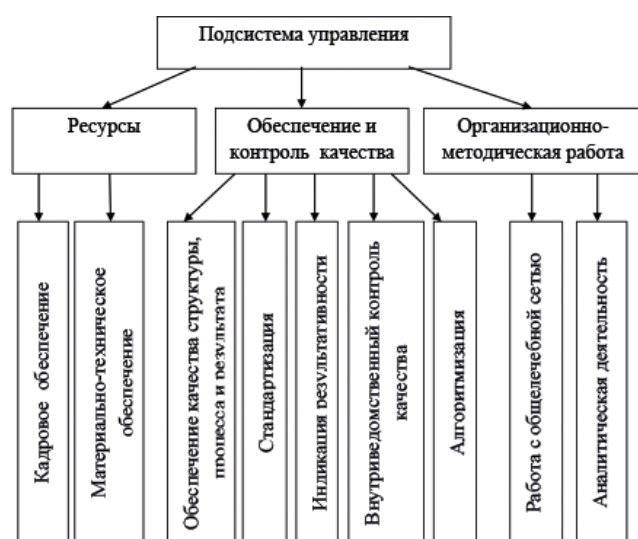 Подсистема управления
Ресурсы
Обеспечение и
контроль качества
Организационно-
методическая работа
Кадровое обеспечение
Материально-техническое
обеспечение
Обеспечение качества структуры,
процесса и результата
Стандартизация
Индикация результативности
Внутриведомственный контроль
качества
Алгоритмизация
Работа с общелечебной сетью
Аналитическая деятельность